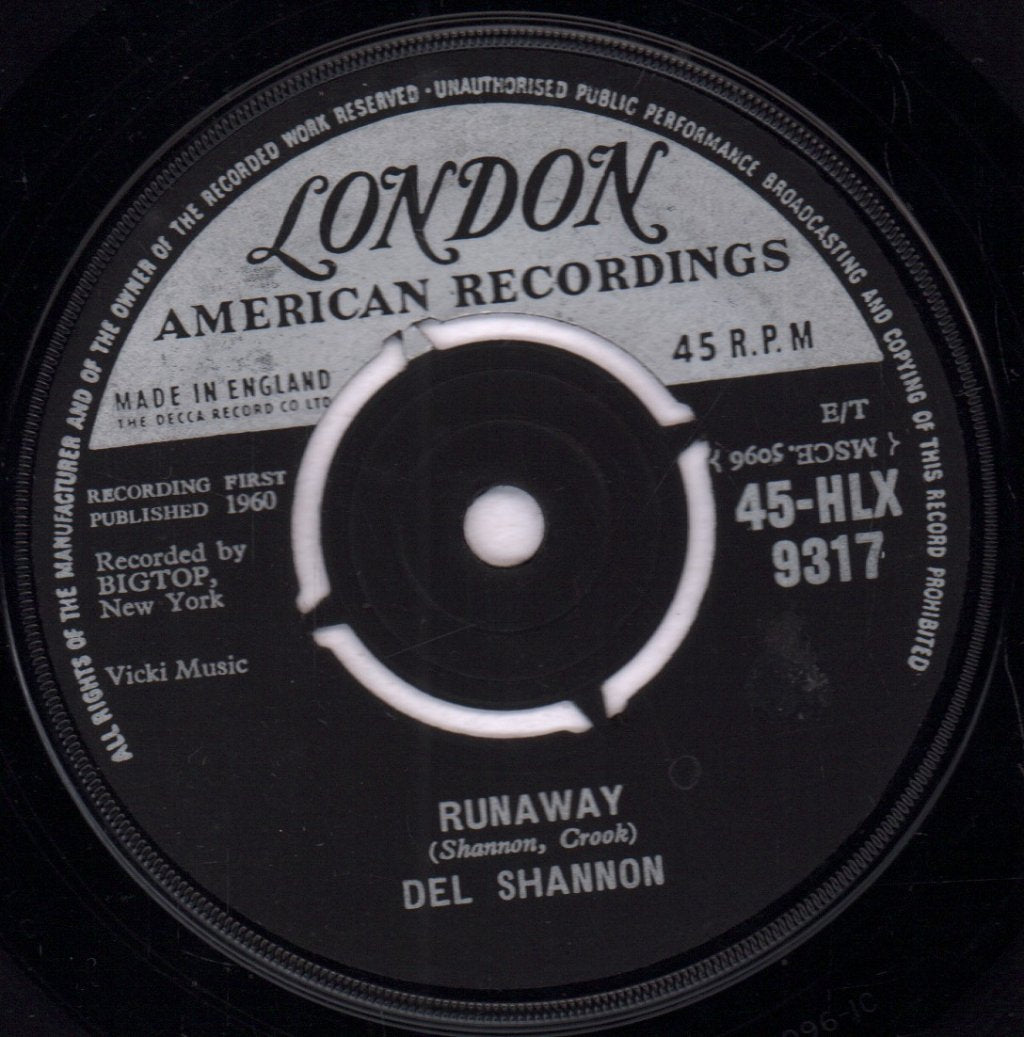 ALL RIGHTS OF THE MANUFACTURER AND OF THE OWNER OF THE RECORDED WORK RESERVED · UNAUTHORISED PUBLIC PERFORMANCE BROADCASTING AND COPYING OF THIS RECORD PROHIBITED
LONDON
AMERICAN RECORDINGS
45 R.P.M
MADE IN ENGLAND
THE DECCA RECORD CO LTD
E/T
{ MSCE. 5096 }
45-HLX
9317
RECORDING FIRST
PUBLISHED 1960
Recorded by
BIGTOP,
New York
Vicki Music
RUNAWAY
(Shannon, Crook)
DEL SHANNON
096-1C